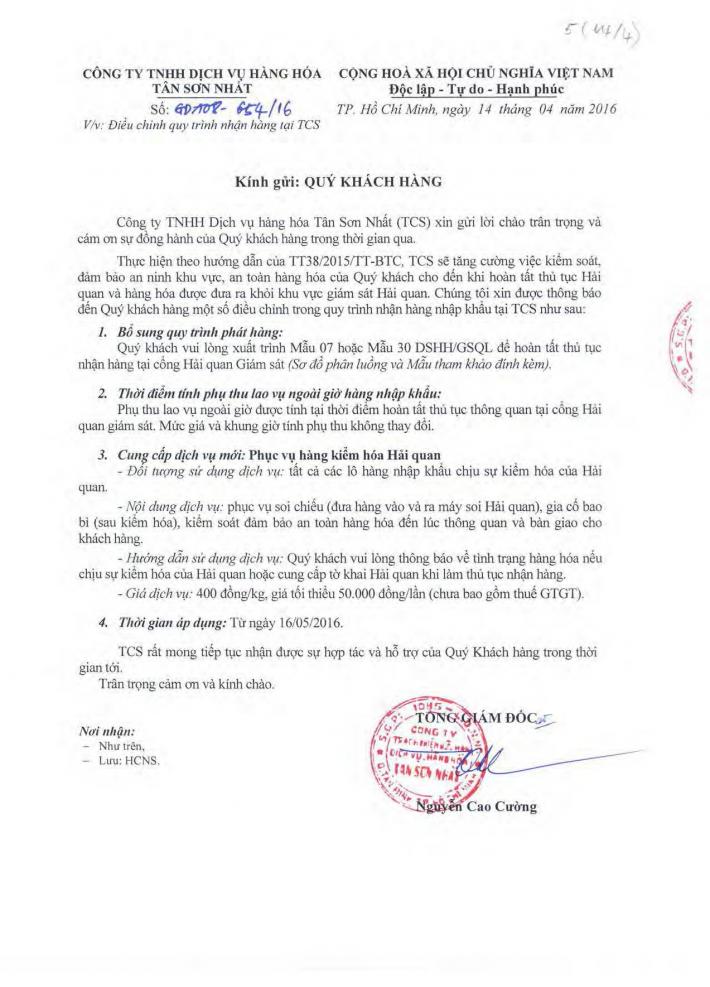 5 (14/4)
CÔNG TY TNHH DỊCH VỤ HÀNG HÓA
TÂN SƠN NHẤT
Số: 654/16
V/v: Điều chỉnh quy trình nhận hàng tại TCS
CỘNG HOÀ XÃ HỘI CHỦ NGHĨA VIỆT NAM
Độc lập - Tự do - Hạnh phúc
TP. Hồ Chí Minh, ngày 14 tháng 04 năm 2016
Kính gửi: QUÝ KHÁCH HÀNG
Công ty TNHH Dịch vụ hàng hóa Tân Sơn Nhất (TCS) xin gửi lời chào trân trọng và
cám ơn sự đồng hành của Quý khách hàng trong thời gian qua.
Thực hiện theo hướng dẫn của TT38/2015/TT-BTC, TCS sẽ tăng cường việc kiểm soát,
đảm bảo an ninh khu vực, an toàn hàng hóa của Quý khách cho đến khi hoàn tất thủ tục Hải
quan và hàng hóa được đưa ra khỏi khu vực giám sát Hải quan. Chúng tôi xin được thông báo
đến Quý khách hàng một số điều chỉnh trong quy trình nhận hàng nhập khẩu tại TCS như sau:
1. Bổ sung quy trình phát hàng:
Quý khách vui lòng xuất trình Mẫu 07 hoặc Mẫu 30 DSHH/GSQL để hoàn tất thủ tục
nhận hàng tại cổng Hải quan Giám sát (Sơ đồ phân luồng và Mẫu tham khảo đính kèm).
2. Thời điểm tính phụ thu lao vụ ngoài giờ hàng nhập khẩu:
Phụ thu lao vụ ngoài giờ được tính tại thời điểm hoàn tất thủ tục thông quan tại cổng Hải
quan giám sát. Mức giá và khung giờ tính phụ thu không thay đổi.
3. Cung cấp dịch vụ mới: Phục vụ hàng kiểm hóa Hải quan
- Đối tượng sử dụng dịch vụ: tất cả các lô hàng nhập khẩu chịu sự kiểm hóa của Hải
quan.
- Nội dung dịch vụ: phục vụ soi chiếu (đưa hàng vào và ra máy soi Hải quan), gia cố bao
bì (sau kiểm hóa), kiểm soát đảm bảo an toàn hàng hóa đến lúc thông quan và bàn giao cho
khách hàng.
- Hướng dẫn sử dụng dịch vụ: Quý khách vui lòng thông báo về tình trạng hàng hóa nếu
chịu sự kiểm hóa của Hải quan hoặc cung cấp tờ khai Hải quan khi làm thủ tục nhận hàng.
- Giá dịch vụ: 400 đồng/kg, giá tối thiểu 50.000 đồng/lần (chưa bao gồm thuế GTGT).
4. Thời gian áp dụng: Từ ngày 16/05/2016.
TCS rất mong tiếp tục nhận được sự hợp tác và hỗ trợ của Quý Khách hàng trong thời
gian tới.
Trân trọng cảm ơn và kính chào.
TỔNG GIÁM ĐỐC
CÔNG TY
DỊCH VỤ HÀNG HÓA
TÂN SƠN NHẤT
Nguyễn Cao Cường
Nơi nhận:
– Như trên,
– Lưu: HCNS.